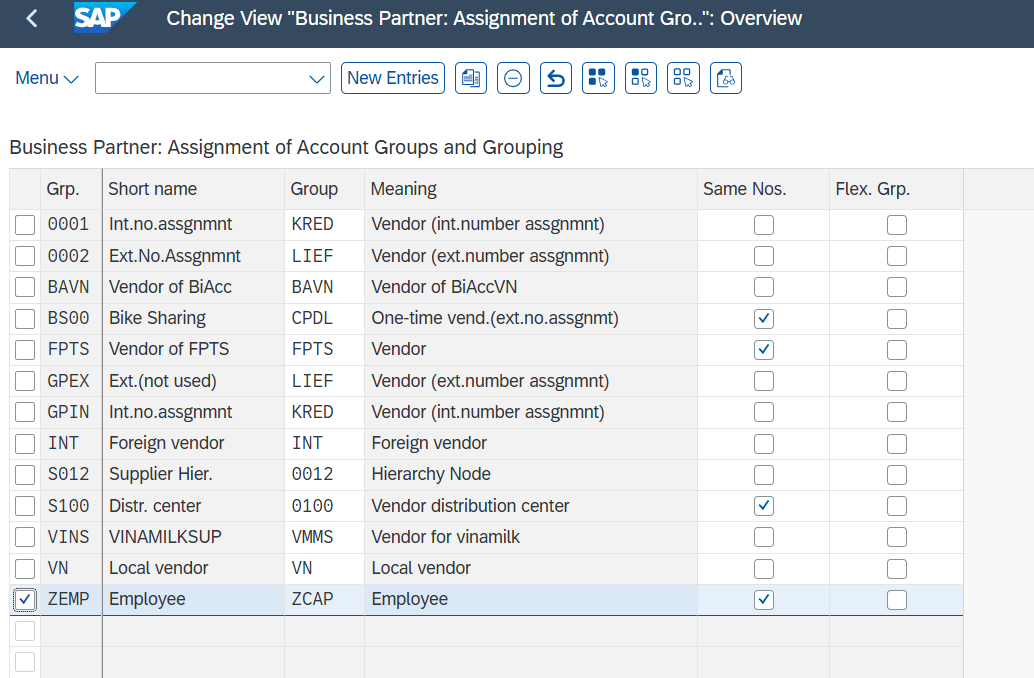 SAP Change View "Business Partner: Assignment of Account Gro..": Overview
Menu New Entries
Business Partner: Assignment of Account Groups and Grouping
Grp. Short name Group Meaning Same Nos. Flex. Grp.
0001 Int.no.assgnmnt KRED Vendor (int.number assgnmnt)
0002 Ext.No.Assgnmnt LIEF Vendor (ext.number assgnmnt)
BAVN Vendor of BiAcc BAVN Vendor of BiAccVN
BS00 Bike Sharing CPDL One-time vend.(ext.no.assgnmt)
FPTS Vendor of FPTS FPTS Vendor
GPEX Ext.(not used) LIEF Vendor (ext.number assgnmnt)
GPIN Int.no.assgnmnt KRED Vendor (int.number assgnmnt)
INT Foreign vendor INT Foreign vendor
S012 Supplier Hier. 0012 Hierarchy Node
S100 Distr. center 0100 Vendor distribution center
VINS VINAMILKSUP VMMS Vendor for vinamilk
VN Local vendor VN Local vendor
ZEMP Employee ZCAP Employee